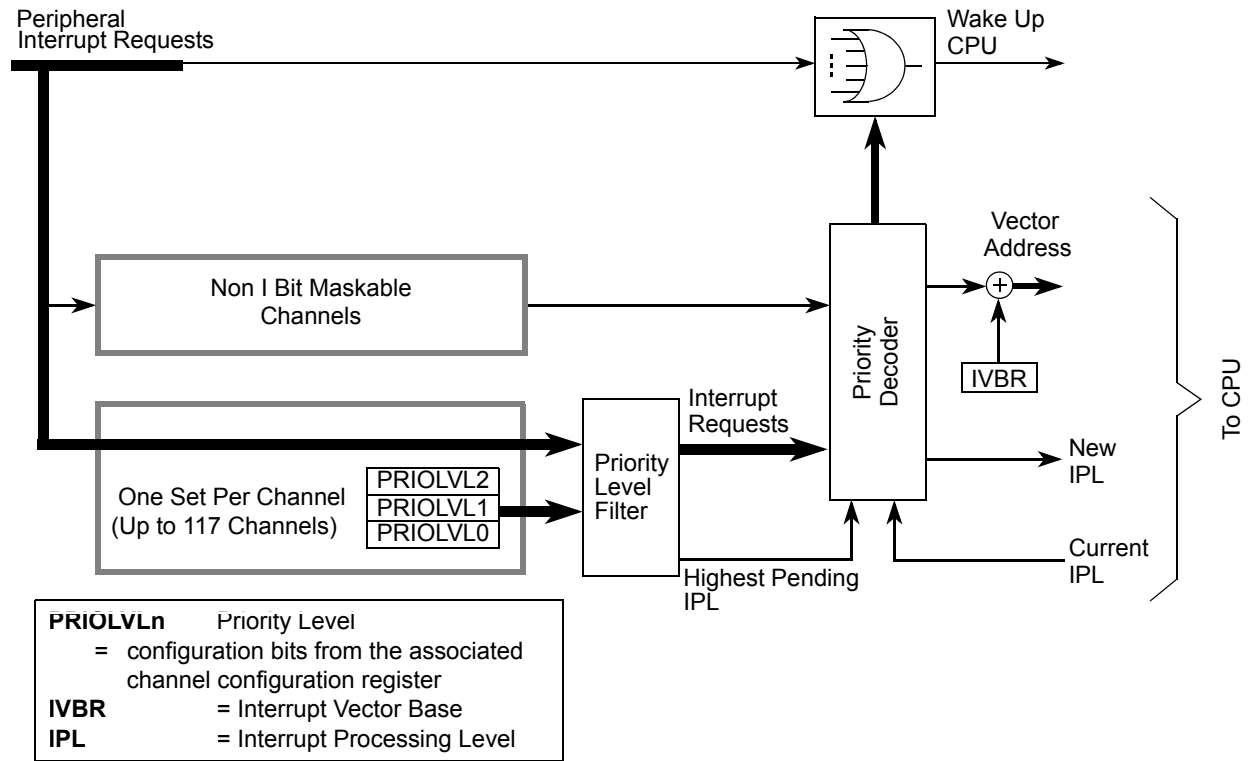 Peripheral
Interrupt Requests
Wake Up
CPU
Vector
Address
Non I Bit Maskable
Channels
Priority
Decoder
IVBR
To CPU
Interrupt
Requests
New
IPL
One Set Per Channel
(Up to 117 Channels)
PRIOLVL2
PRIOLVL1
PRIOLVL0
Priority
Level
Filter
Current
IPL
Highest Pending
IPL
PRIOLVLn Priority Level
= configuration bits from the associated
channel configuration register
IVBR = Interrupt Vector Base
IPL = Interrupt Processing Level